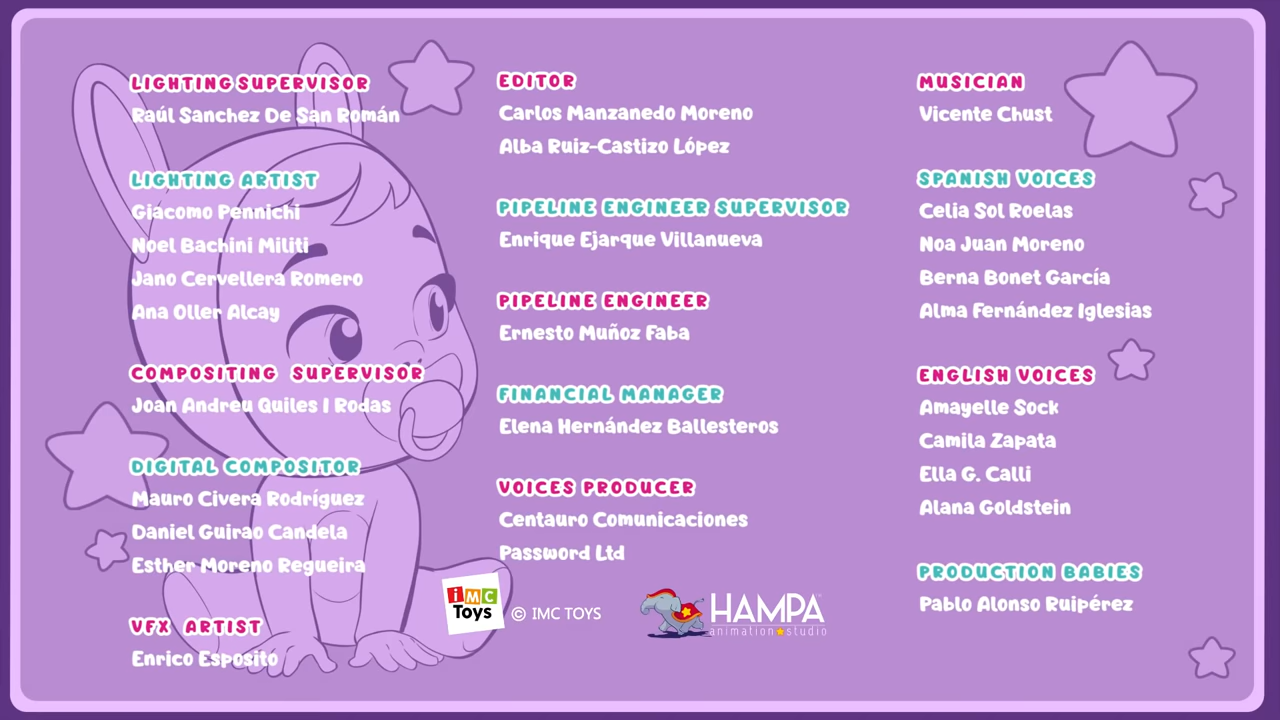 LIGHTING SUPERVISOR
Raúl Sanchez De San Román
LIGHTING ARTIST
Giacomo Pennichi
Noel Bachini Militi
Jano Cervellera Romero
Ana Oller Alcay
COMPOSITING SUPERVISOR
Joan Andreu Quiles I Rodas
DIGITAL COMPOSITOR
Mauro Civera Rodríguez
Daniel Guirao Candela
Esther Moreno Regueira
VFX ARTIST
Enrico Esposito
EDITOR
Carlos Manzanedo Moreno
Alba Ruiz-Castizo López
PIPELINE ENGINEER SUPERVISOR
Enrique Ejarque Villanueva
PIPELINE ENGINEER
Ernesto Muñoz Faba
FINANCIAL MANAGER
Elena Hernández Ballesteros
VOICES PRODUCER
Centauro Comunicaciones
Password Ltd
iMC
Toys
© IMC TOYS
HAMPA
animation studio
MUSICIAN
Vicente Chust
SPANISH VOICES
Celia Sol Roelas
Noa Juan Moreno
Berna Bonet García
Alma Fernández Iglesias
ENGLISH VOICES
Amayelle Sock
Camila Zapata
Ella G. Calli
Alana Goldstein
PRODUCTION BABIES
Pablo Alonso Ruipérez